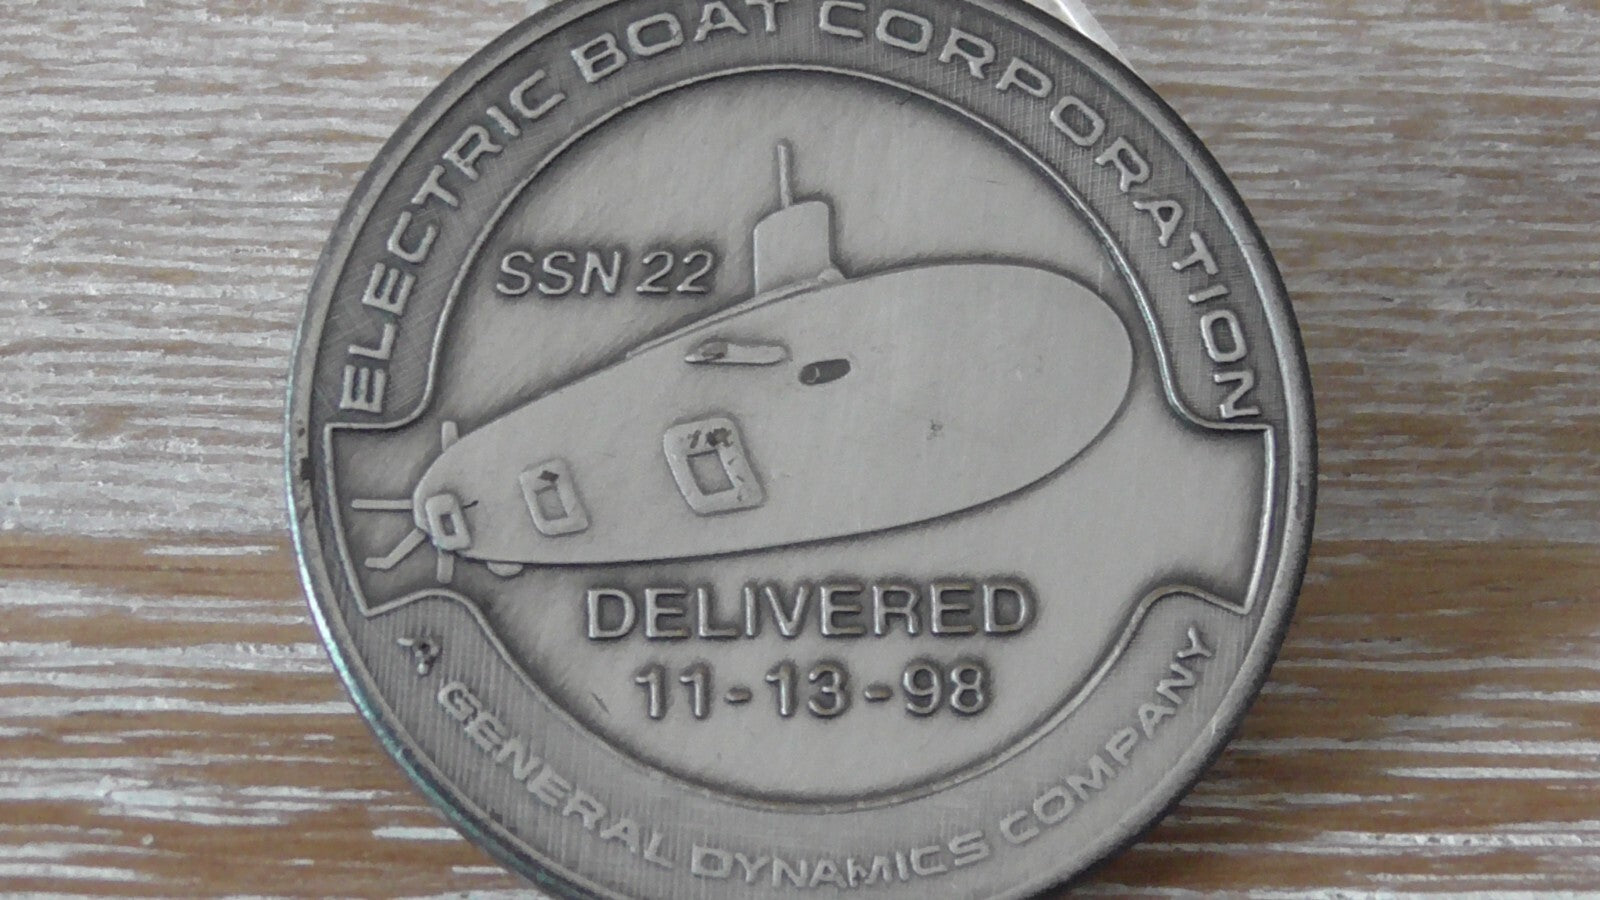 ELECTRIC BOAT CORPORATION
SSN 22
DELIVERED
11-13-98
A GENERAL DYNAMICS COMPANY